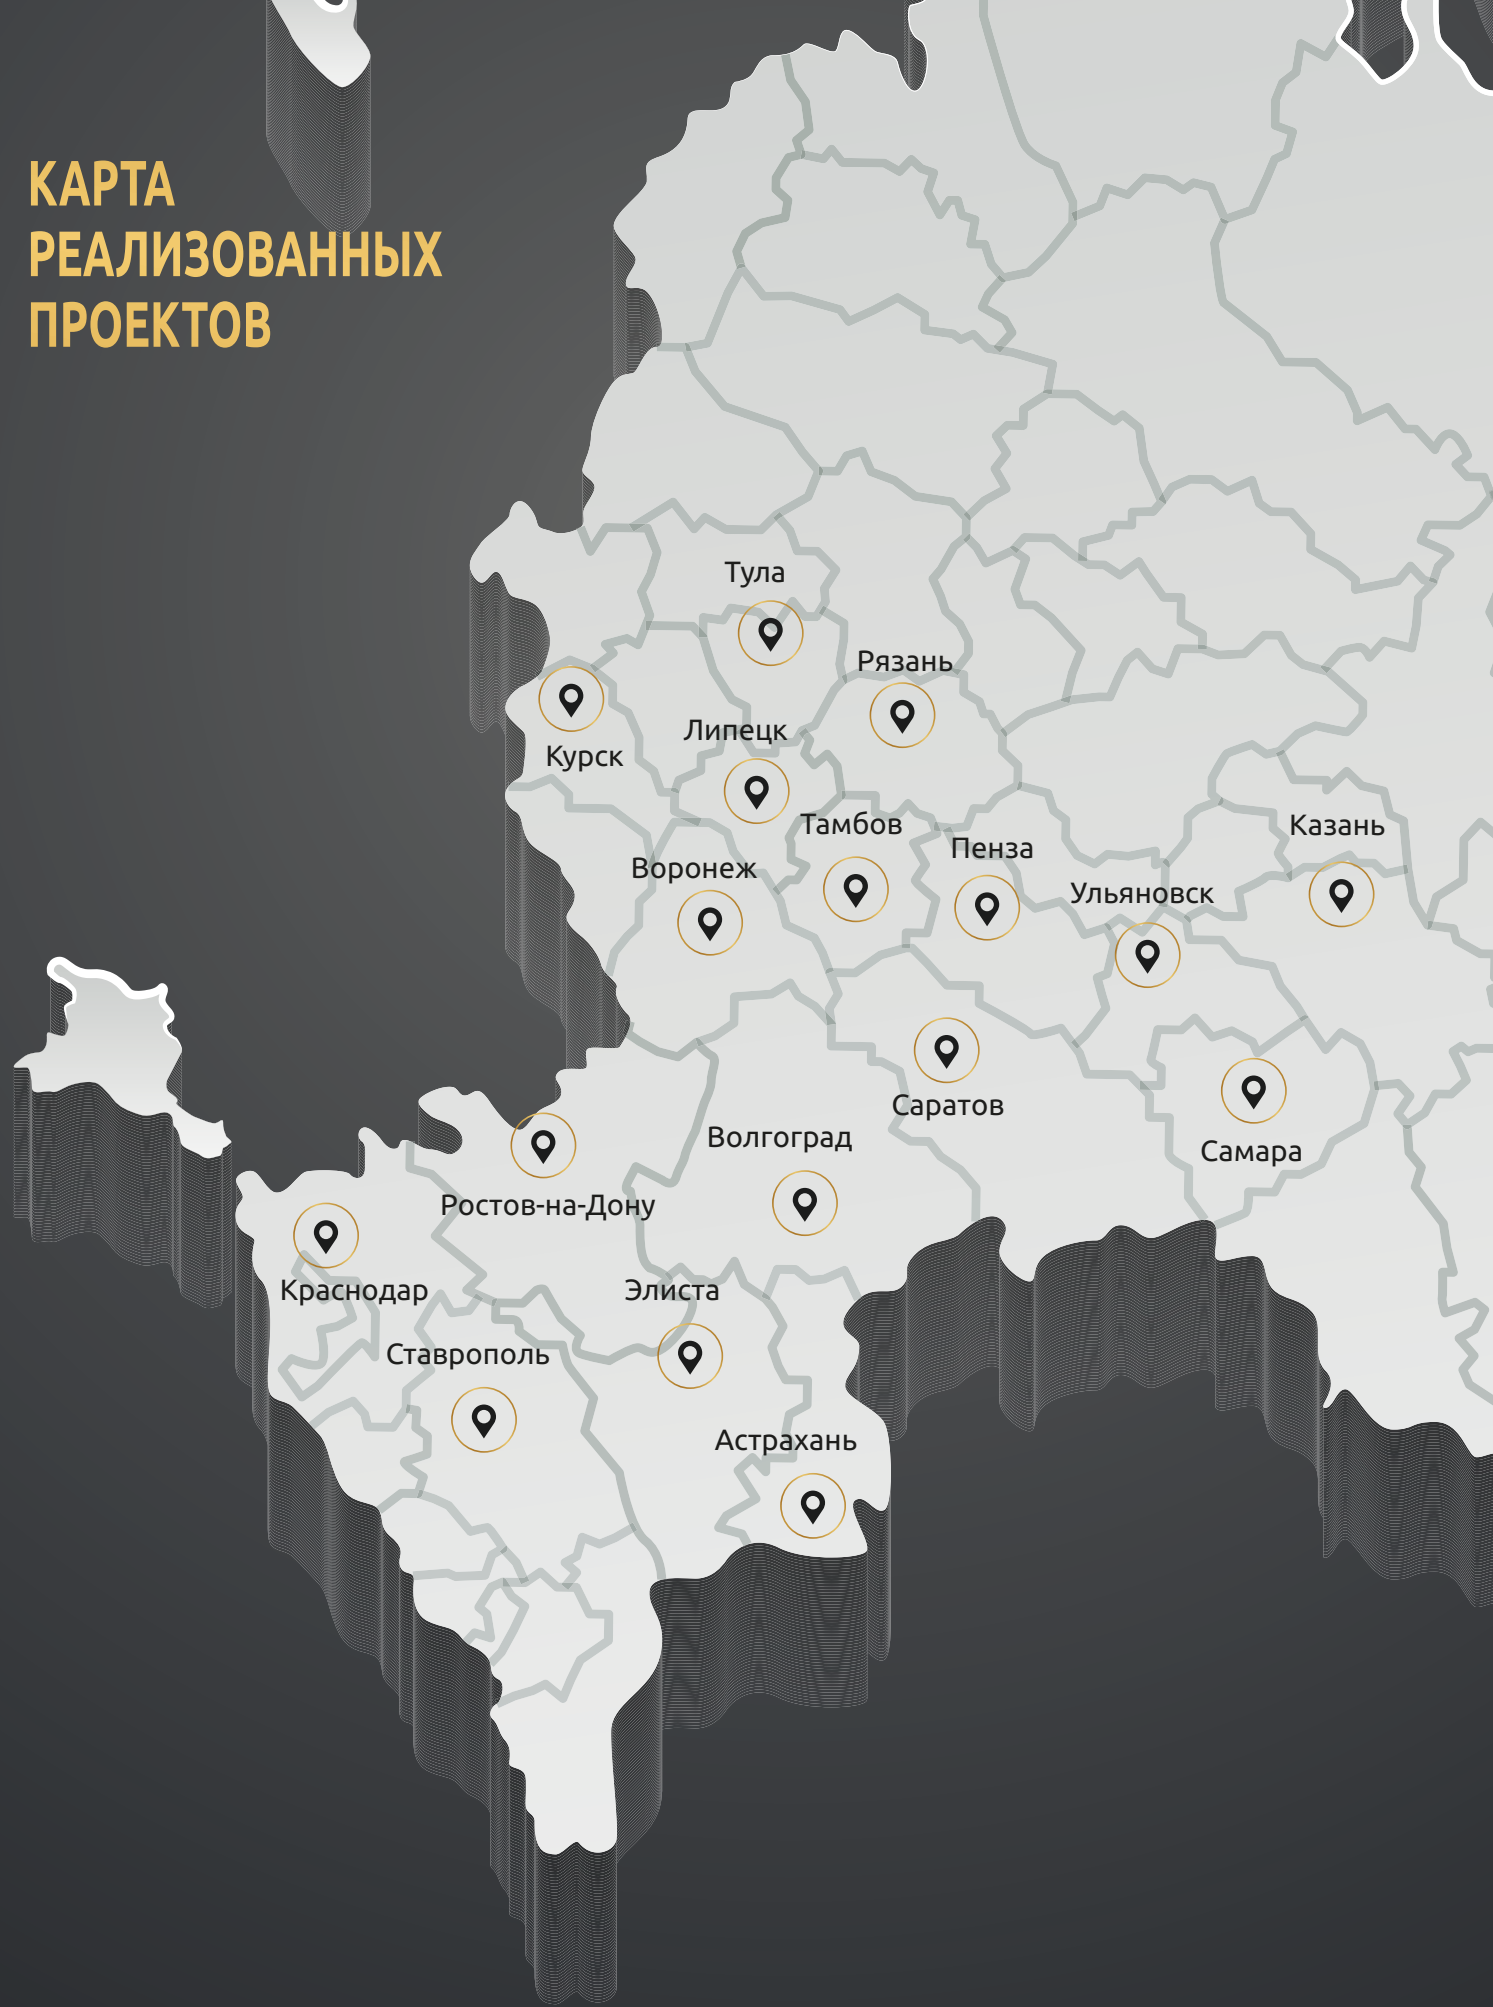 КАРТА
РЕАЛИЗОВАННЫХ
ПРОЕКТОВ
Тула
Рязань
Липецк
Курск
Тамбов
Казань
Пенза
Воронеж
Ульяновск
Саратов
Волгоград
Самара
Ростов-на-Дону
Краснодар
Элиста
Ставрополь
Астрахань